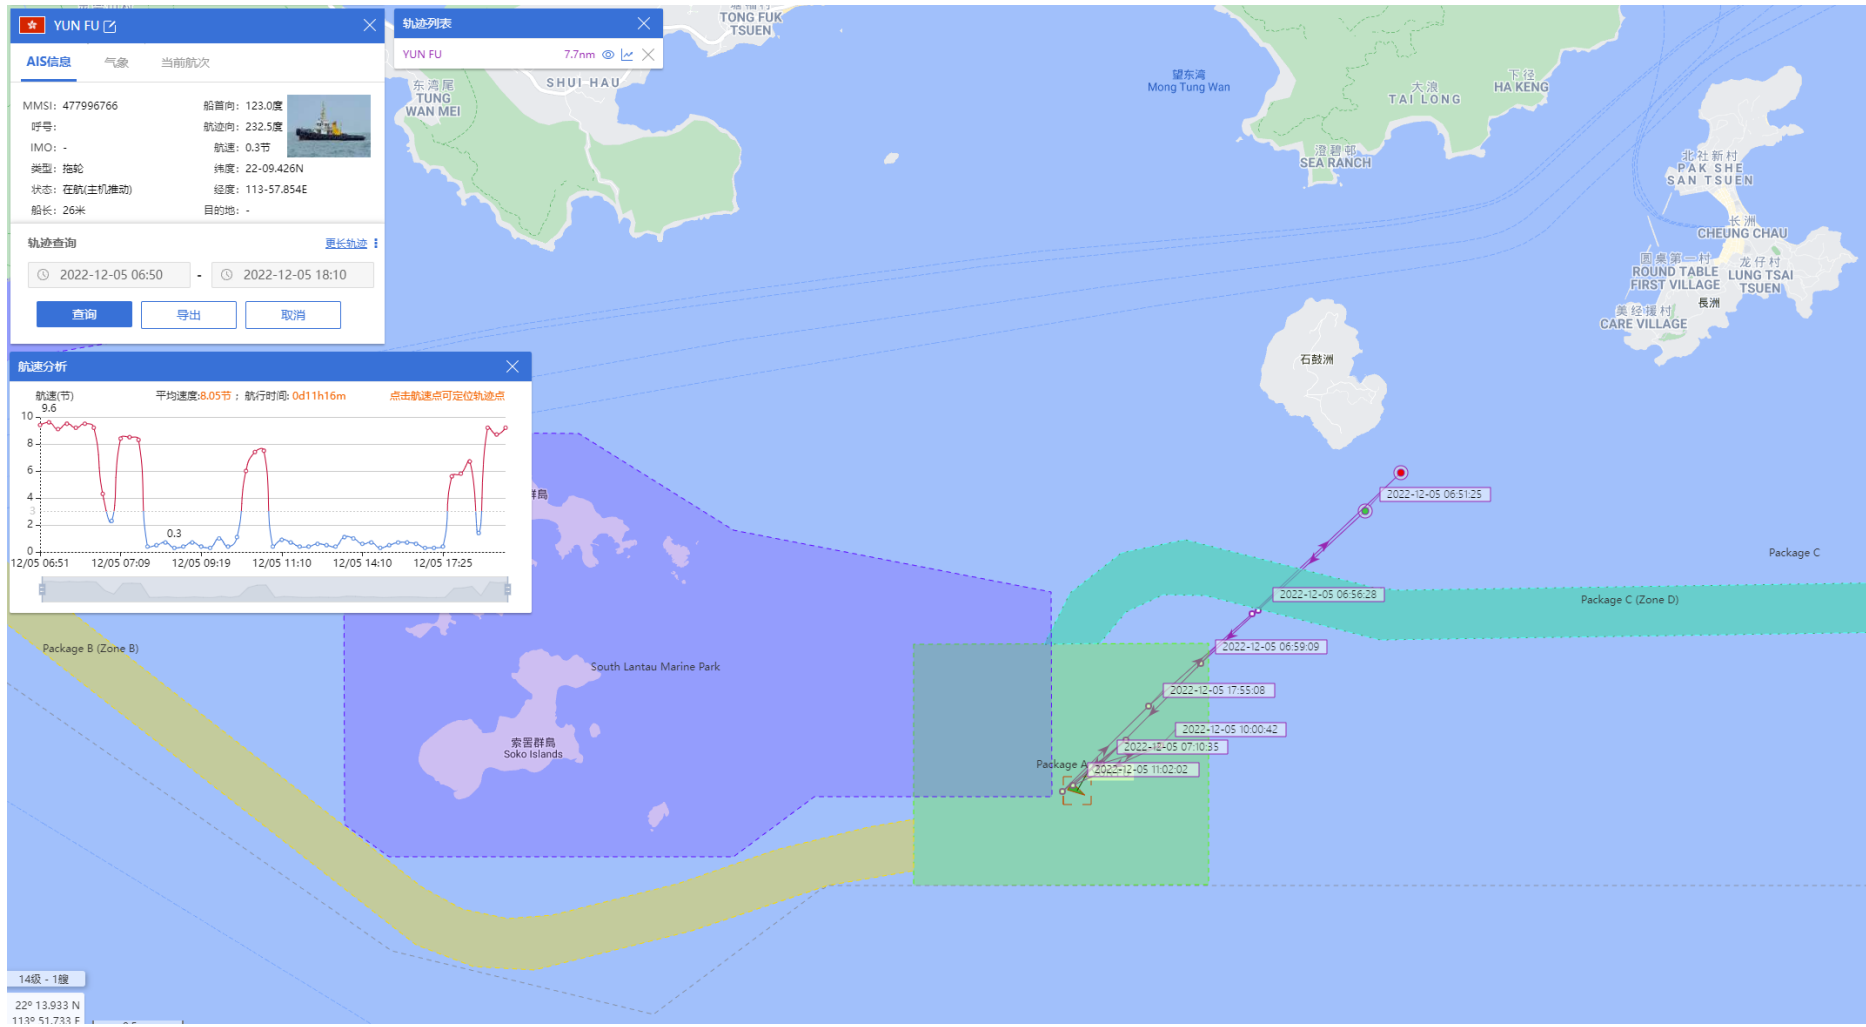 YUN FU
AIS信息
气象
当前航次
MMSI: 477996766
船首向: 123.0度
呼号:
航迹向: 232.5度
IMO: -
航速: 0.3节
类型: 拖轮
纬度: 22-09.426N
状态: 在航(主机推动)
经度: 113-57.854E
船长: 26米
目的地: -
轨迹查询
更长轨迹
2022-12-05 06:50
-
2022-12-05 18:10
查询
导出
取消
轨迹列表
YUN FU
7.7nm
航速分析
航速(节)
平均速度:8.05节 ; 航行时间: 0d11h16m
点击航速点可定位轨迹点
9.6
10
8
6
4
3
2
0
0.3
12/05 06:51
12/05 07:09
12/05 09:19
12/05 11:10
12/05 14:10
12/05 17:25
TONG FUK
TSUEN
SHUI HAU
东湾尾
TUNG
WAN MEI
望东湾
Mong Tung Wan
大浪
TAI LONG
下径
HA KENG
澄碧邨
SEA RANCH
北社新村
PAK SHE
SAN TSUEN
长洲
CHEUNG CHAU
圆桌第一村
ROUND TABLE
FIRST VILLAGE
龙仔村
LUNG TSAI
TSUEN
長洲
美经援村
CARE VILLAGE
石鼓洲
群島
2022-12-05 06:51:25
Package C
2022-12-05 06:56:28
Package C (Zone D)
2022-12-05 06:59:09
Package B (Zone B)
South Lantau Marine Park
2022-12-05 17:55:08
2022-12-05 10:00:42
索罟群島
Soko Islands
2022-12-05 07:10:35
Package A
2022-12-05 11:02:02
14级 - 1艘
22º 13.933 N
113º 51.733 E